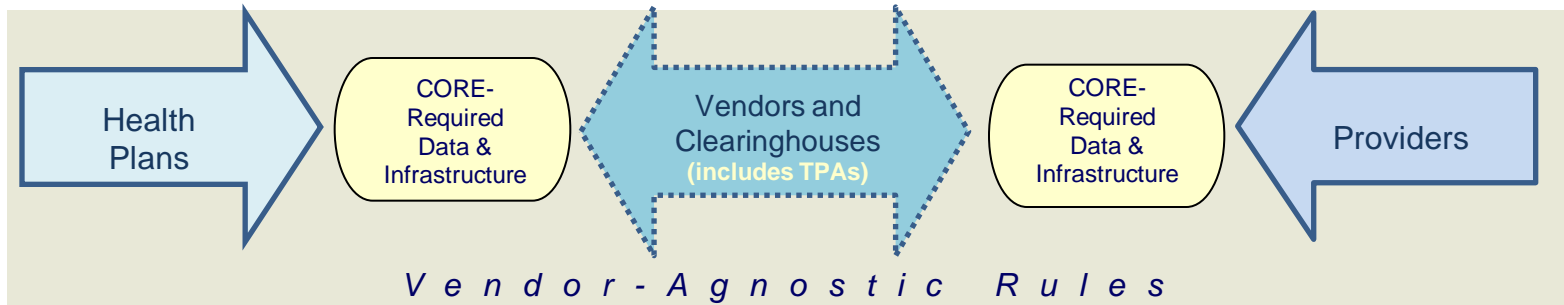 Health
Plans
CORE-
Required
Data &
Infrastructure
Vendors and
Clearinghouses
(includes TPAs)
CORE-
Required
Data &
Infrastructure
Providers
Vendor-Agnostic Rules